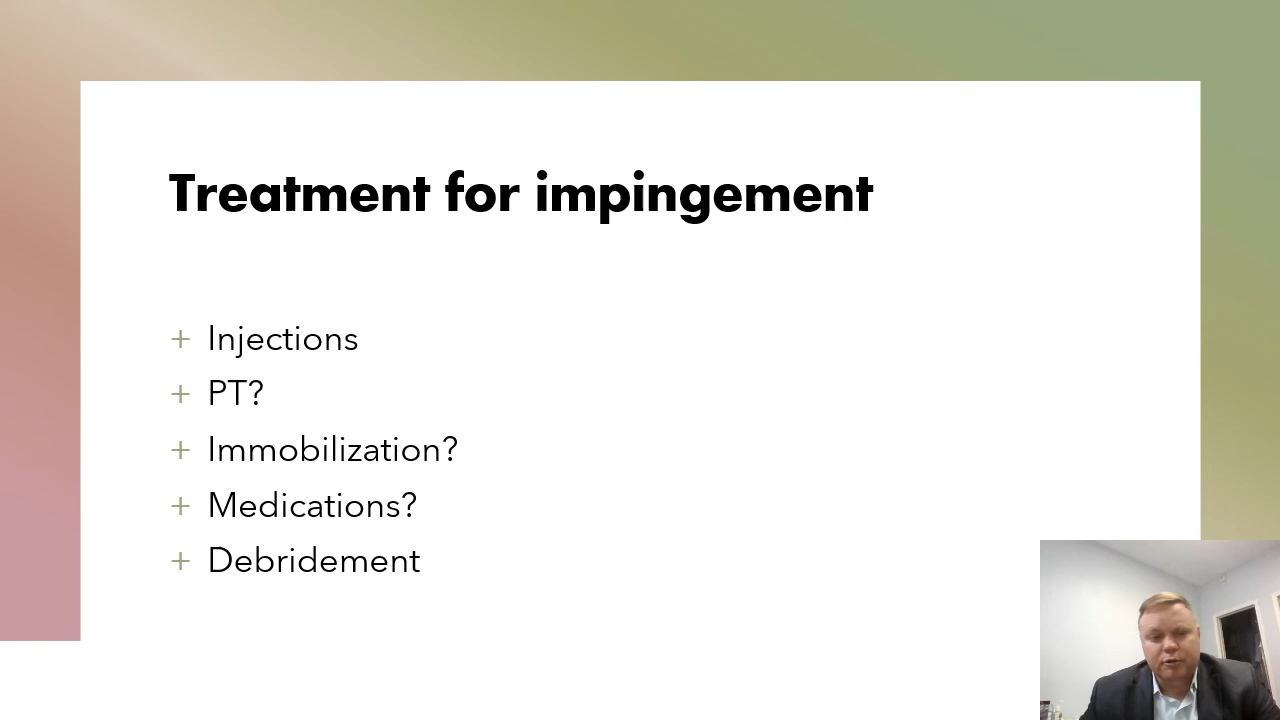 Treatment for impingement
+ Injections
+ PT?
+ Immobilization?
+ Medications?
+ Debridement